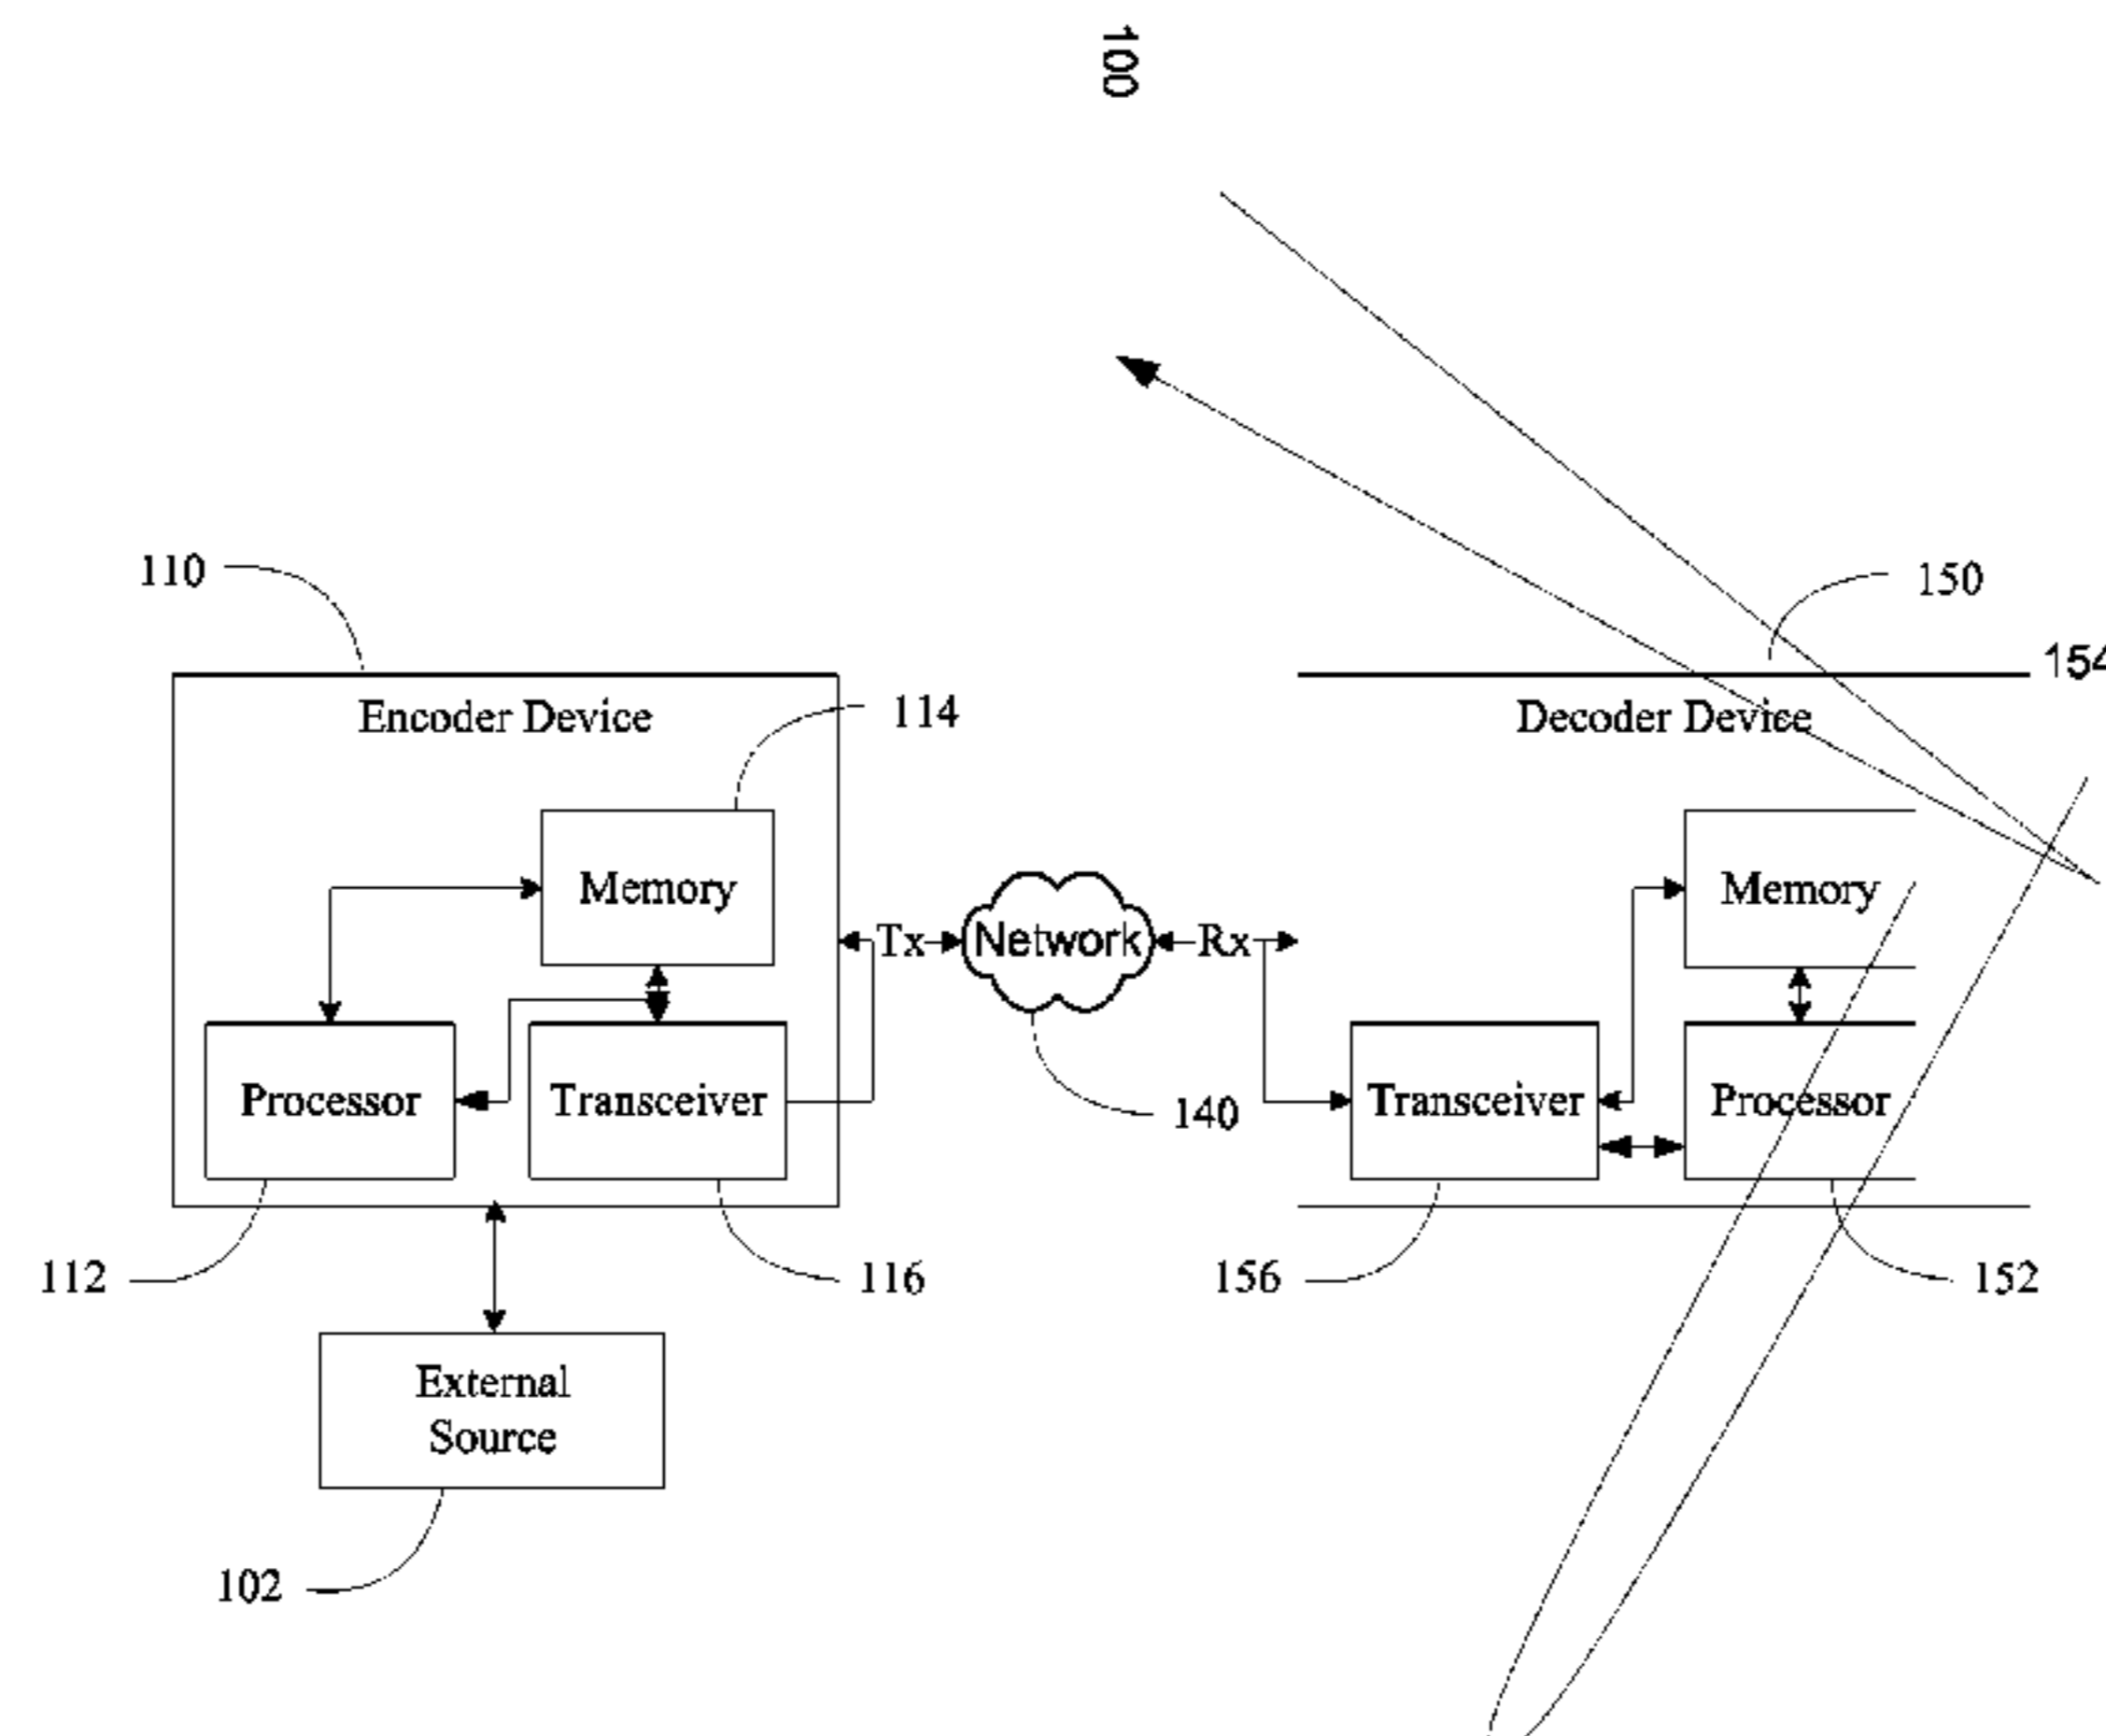 100
110
150
154
Encoder Device
114
Decoder Device
Memory
Memory
Tx
Network
Rx
Processor
Transceiver
140
Transceiver
Processor
112
116
156
152
External
Source
102